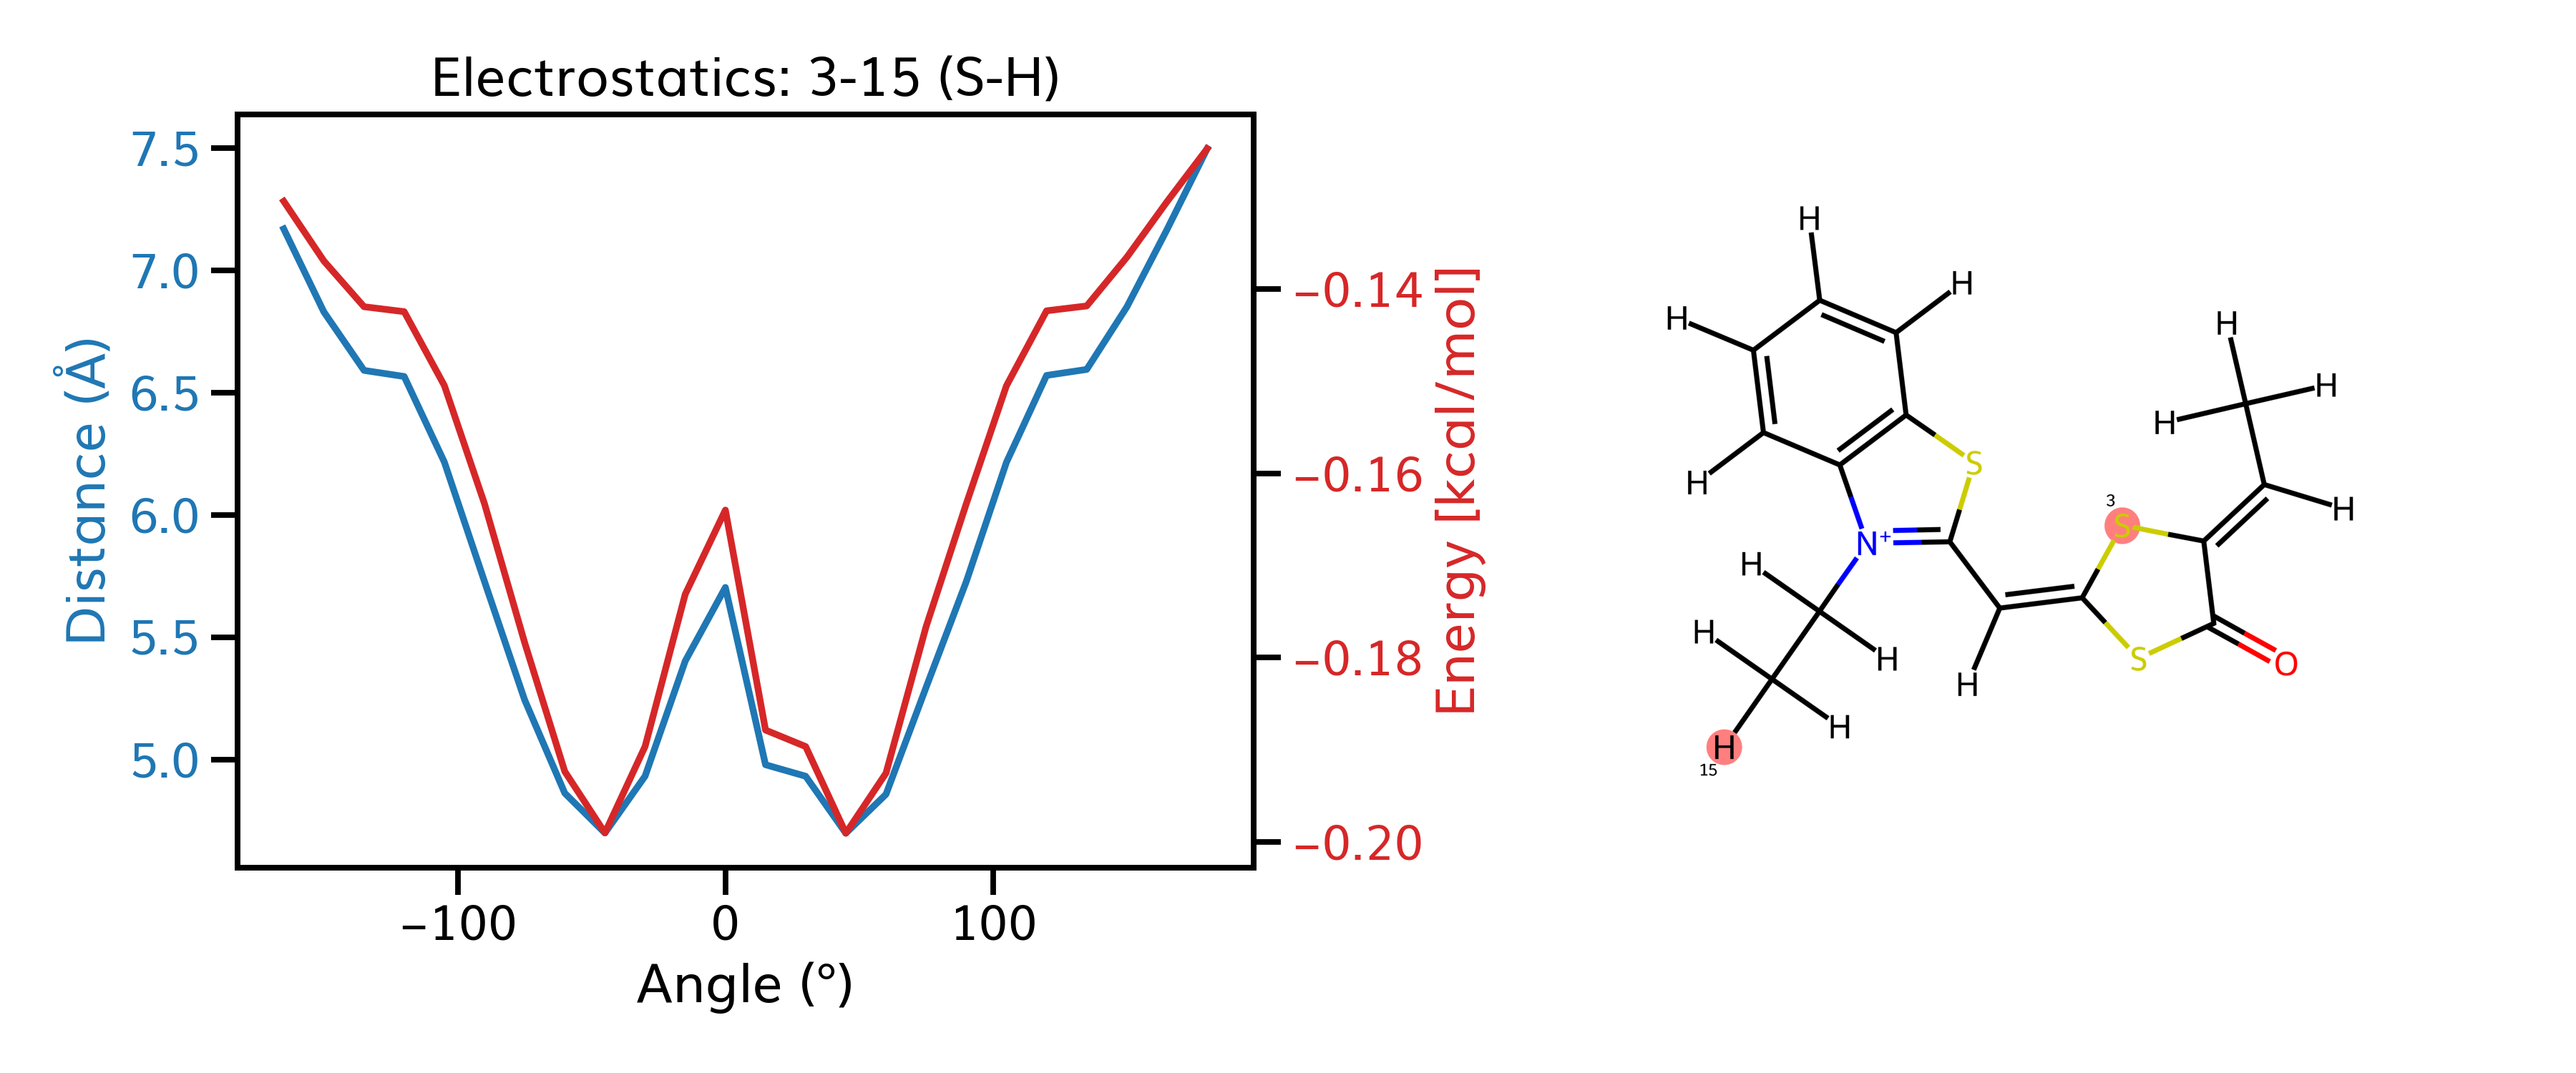 Electrostatics: 3-15 (S-H)
7.5
7.0
6.5
6.0
5.5
5.0
Distance (Å)
−0.14
−0.16
−0.18
−0.20
Energy [kcal/mol]
−100 0 100
Angle (°)
H
H
H
H
H
H
H
H
S
3
S
H
N⁺
H
H
H
S
O
H
H
H
15